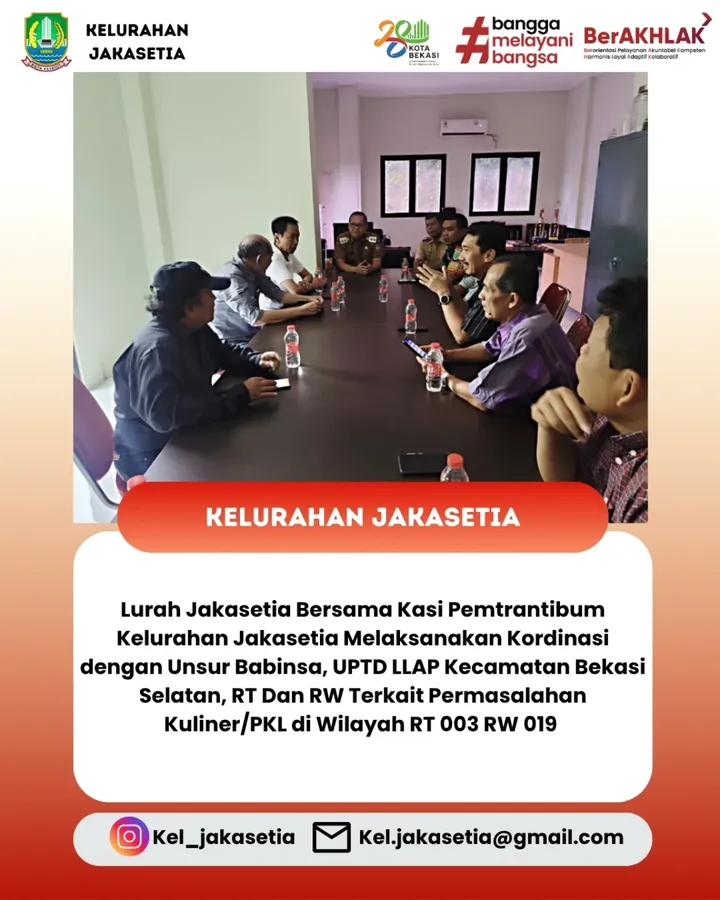 KELURAHAN
JAKASETIA
KOTA
BEKASI
#bangga
melayani
bangsa
BerAKHLAK
Berorientasi Pelayanan Akuntabel Kompeten
Harmonis Loyal Adaptif Kolaboratif
KELURAHAN JAKASETIA
Lurah Jakasetia Bersama Kasi Pemtrantibum
Kelurahan Jakasetia Melaksanakan Kordinasi
dengan Unsur Babinsa, UPTD LLAP Kecamatan Bekasi
Selatan, RT Dan RW Terkait Permasalahan
Kuliner/PKL di Wilayah RT 003 RW 019
Kel_jakasetia
Kel.jakasetia@gmail.com